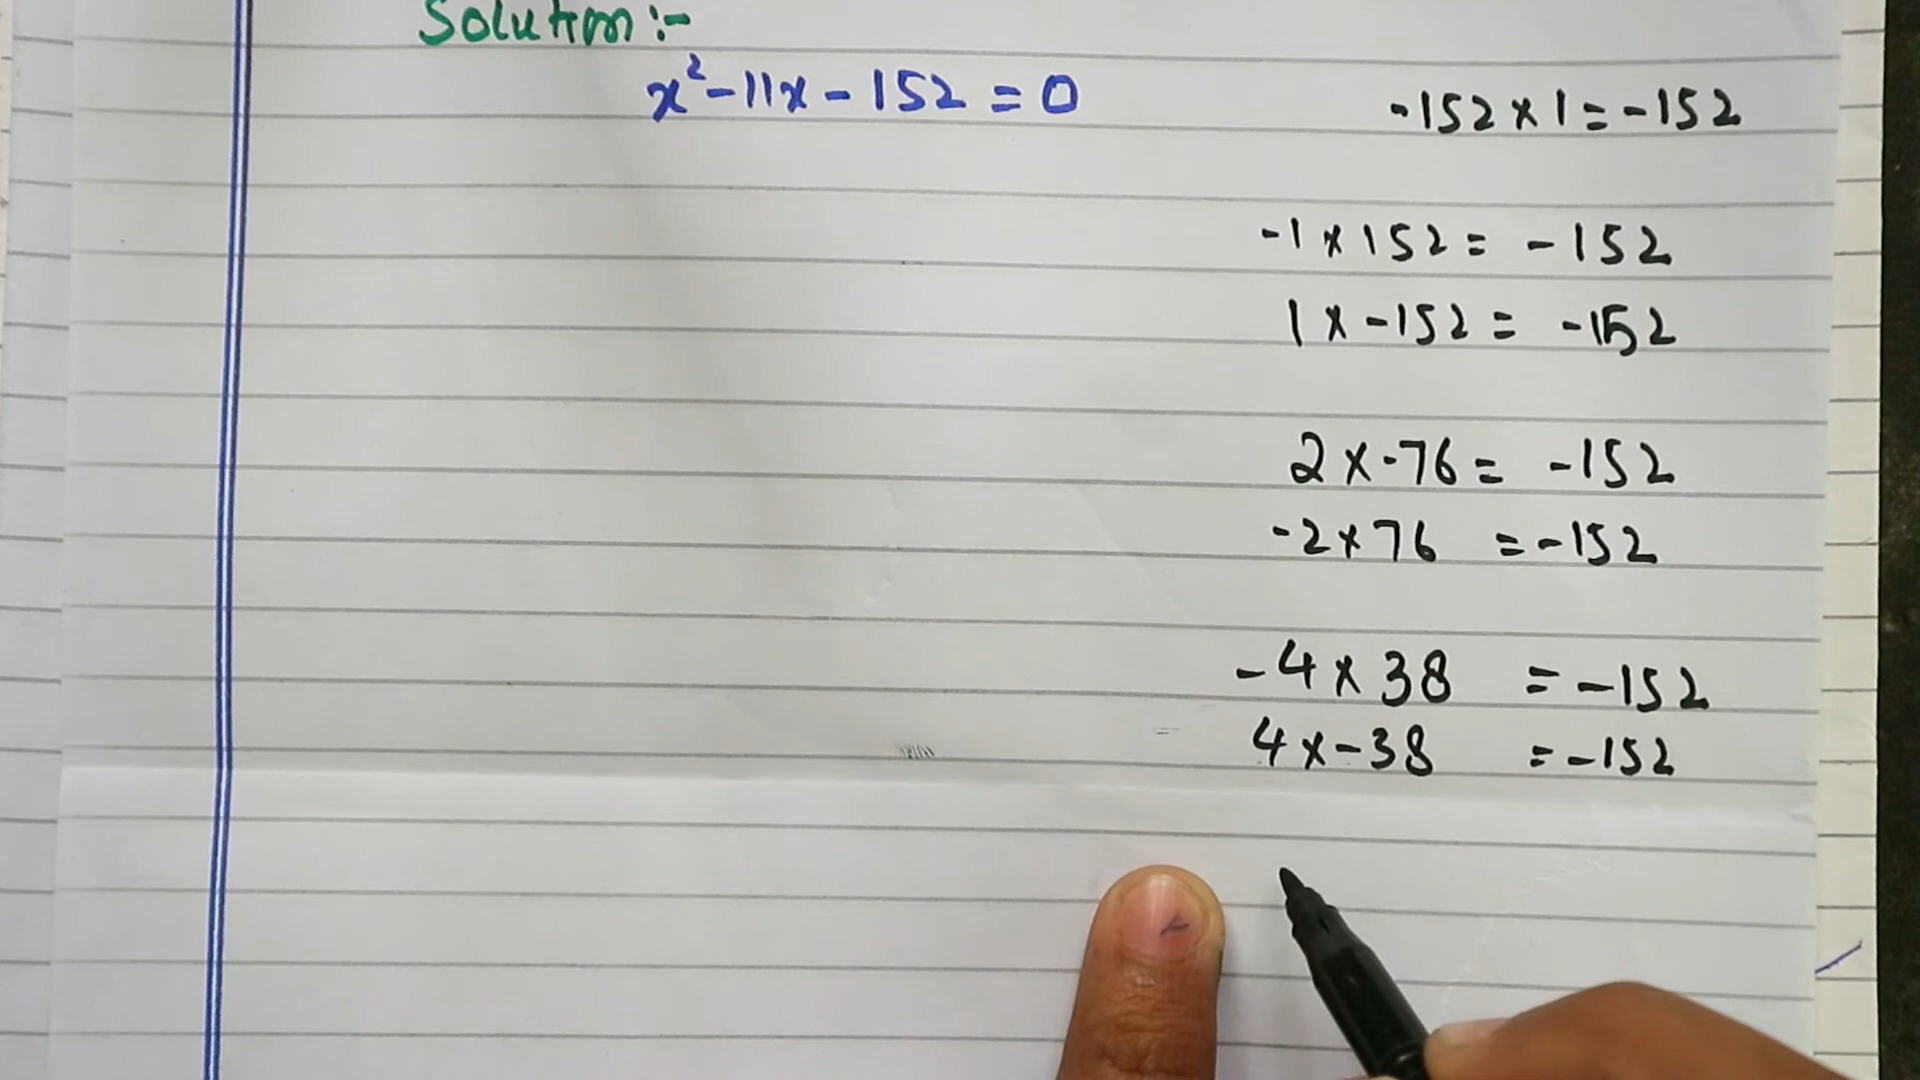 Solution :-
x² - 11x - 152 = 0
-152 x 1 = -152
-1 x 152 = -152
1 x -152 = -152
2 x -76 = -152
-2 x 76 = -152
-4 x 38 = -152
4 x -38 = -152